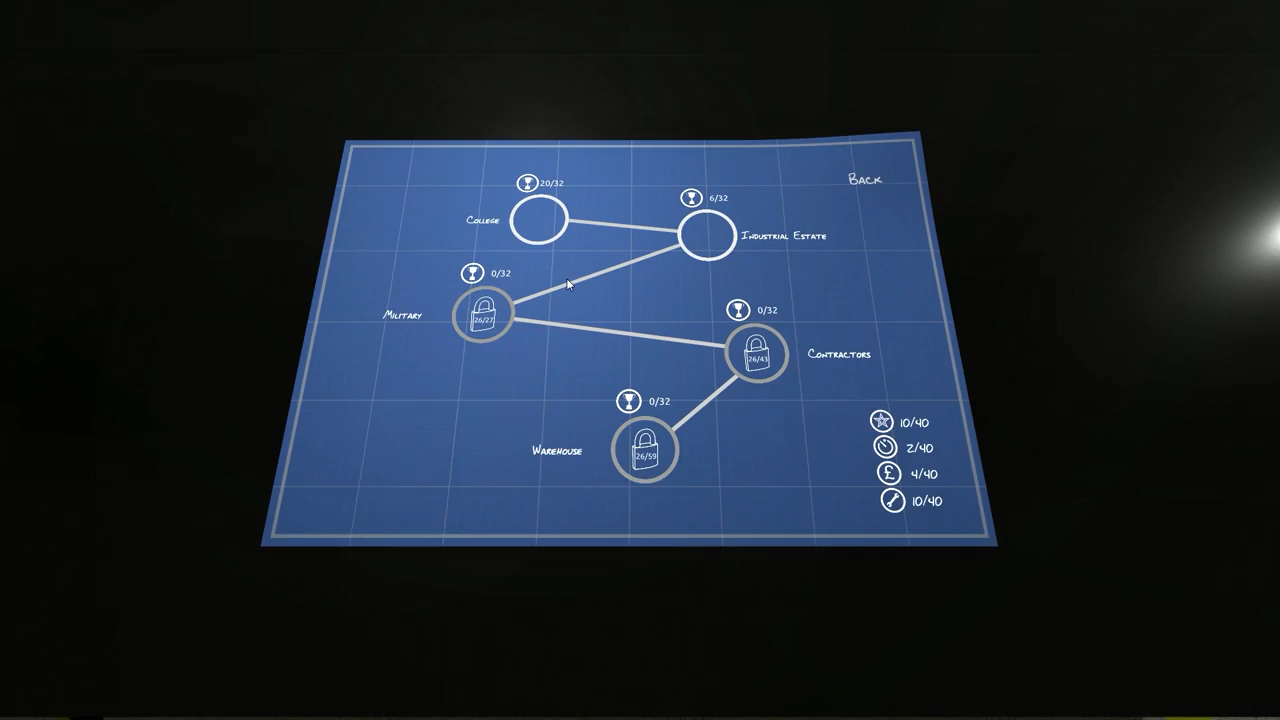 20/32
6/32
Back
College
Industrial Estate
0/32
Military
26/27
0/32
26/43
Contractors
0/32
Warehouse
26/59
10/40
2/40
£ 4/40
10/40